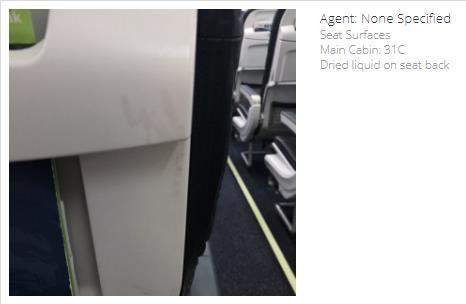 Agent: None Specified
Seat Surfaces
Main Cabin: 31C
Dried liquid on seat back